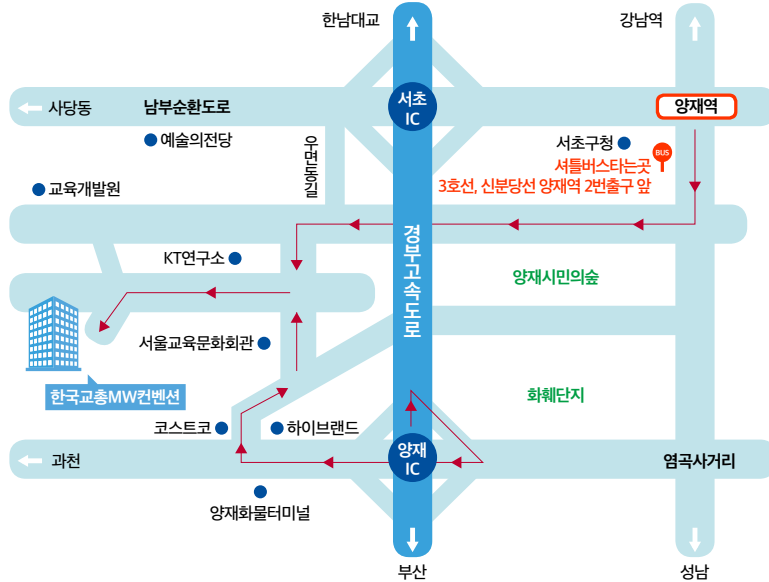 한남대교
강남역
사당동
남부순환도로
서초
IC
양재역
예술의전당
우면동길
서초구청
BUS
셔틀버스타는곳
3호선, 신분당선 양재역 2번출구 앞
교육개발원
경부고속도로
KT연구소
양재시민의숲
서울교육문화회관
한국교총MW컨벤션
화훼단지
코스트코
하이브랜드
과천
양재
IC
염곡사거리
양재화물터미널
부산
성남